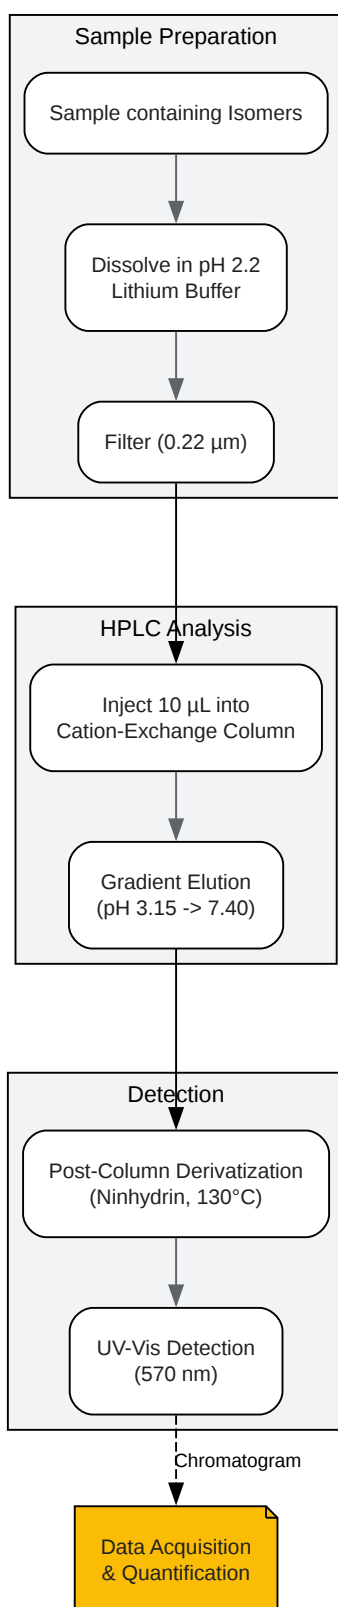 Sample Preparation
Sample containing Isomers
Dissolve in pH 2.2
Lithium Buffer
Filter (0.22 µm)
HPLC Analysis
Inject 10 µL into
Cation-Exchange Column
Gradient Elution
(pH 3.15 -> 7.40)
Detection
Post-Column Derivatization
(Ninhydrin, 130°C)
UV-Vis Detection
(570 nm)
Chromatogram
Data Acquisition
& Quantification